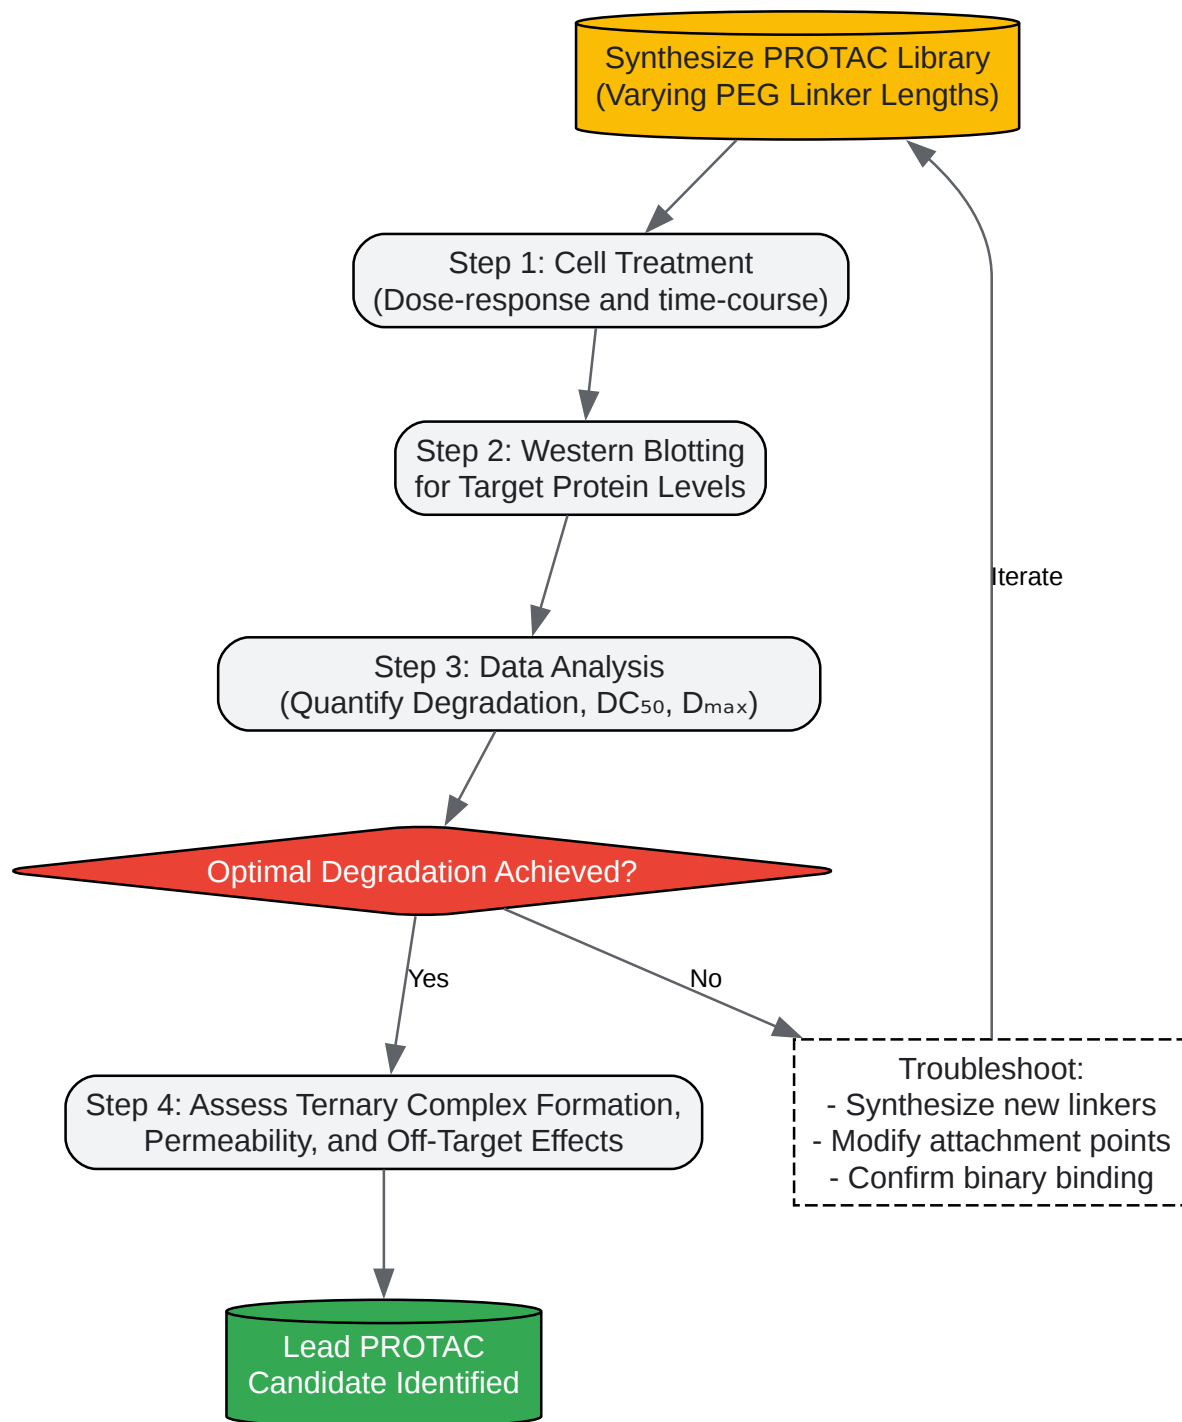 Synthesize PROTAC Library
(Varying PEG Linker Lengths)
Step 1: Cell Treatment
(Dose-response and time-course)
Step 2: Western Blotting
for Target Protein Levels
Iterate
Step 3: Data Analysis
(Quantify Degradation, DC₅₀, Dₘₐₓ)
Optimal Degradation Achieved?
Yes
No
Step 4: Assess Ternary Complex Formation,
Permeability, and Off-Target Effects
Troubleshoot:
- Synthesize new linkers
- Modify attachment points
- Confirm binary binding
Lead PROTAC
Candidate Identified